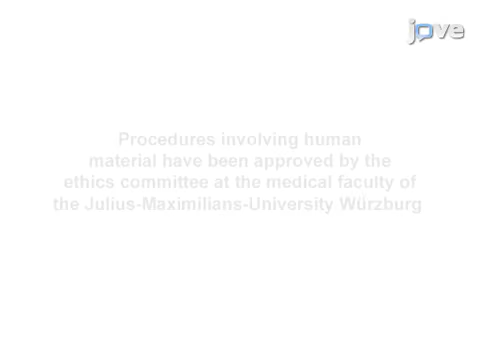 jove
Procedures involving human
material have been approved by the
ethics committee at the medical faculty of
the Julius-Maximilians-University Würzburg